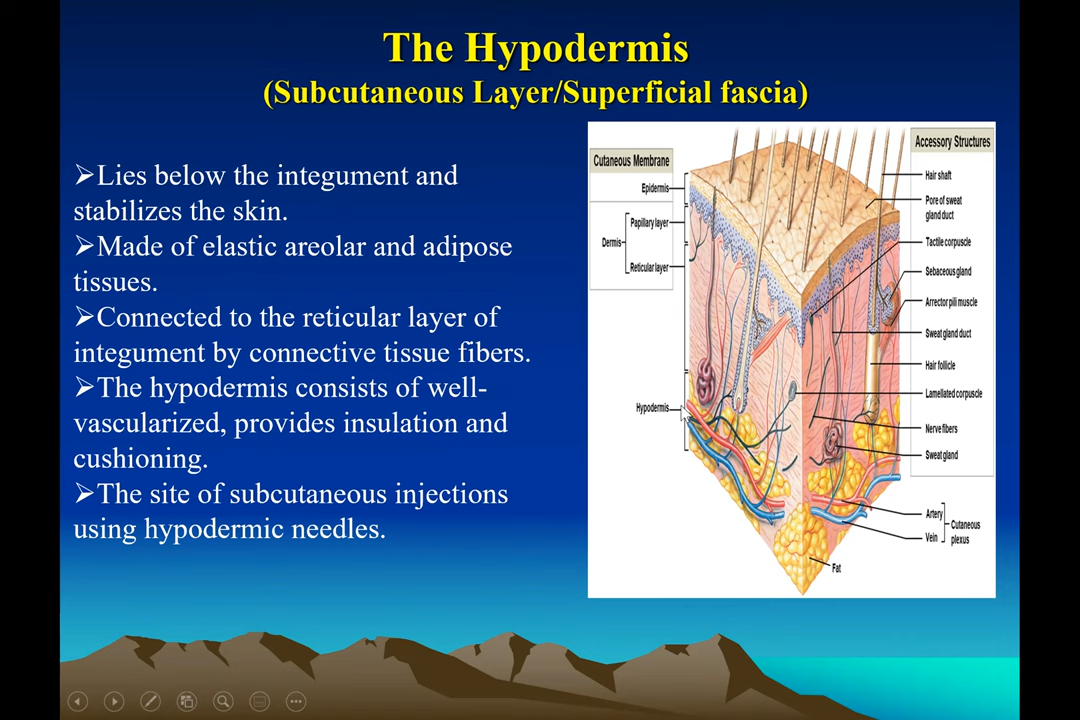 The Hypodermis
(Subcutaneous Layer/Superficial fascia)
➢Lies below the integument and
stabilizes the skin.
➢Made of elastic areolar and adipose
tissues.
➢Connected to the reticular layer of
integument by connective tissue fibers.
➢The hypodermis consists of well-
vascularized, provides insulation and
cushioning.
➢The site of subcutaneous injections
using hypodermic needles.
Cutaneous Membrane
Epidermis
Papillary layer
Dermis
Reticular layer
Hypodermis
Accessory Structures
Hair shaft
Pore of sweat
gland duct
Tactile corpuscle
Sebaceous gland
Arrector pili muscle
Sweat gland duct
Hair follicle
Lamellated corpuscle
Nerve fibers
Sweat gland
Artery
Vein
Cutaneous
plexus
Fat